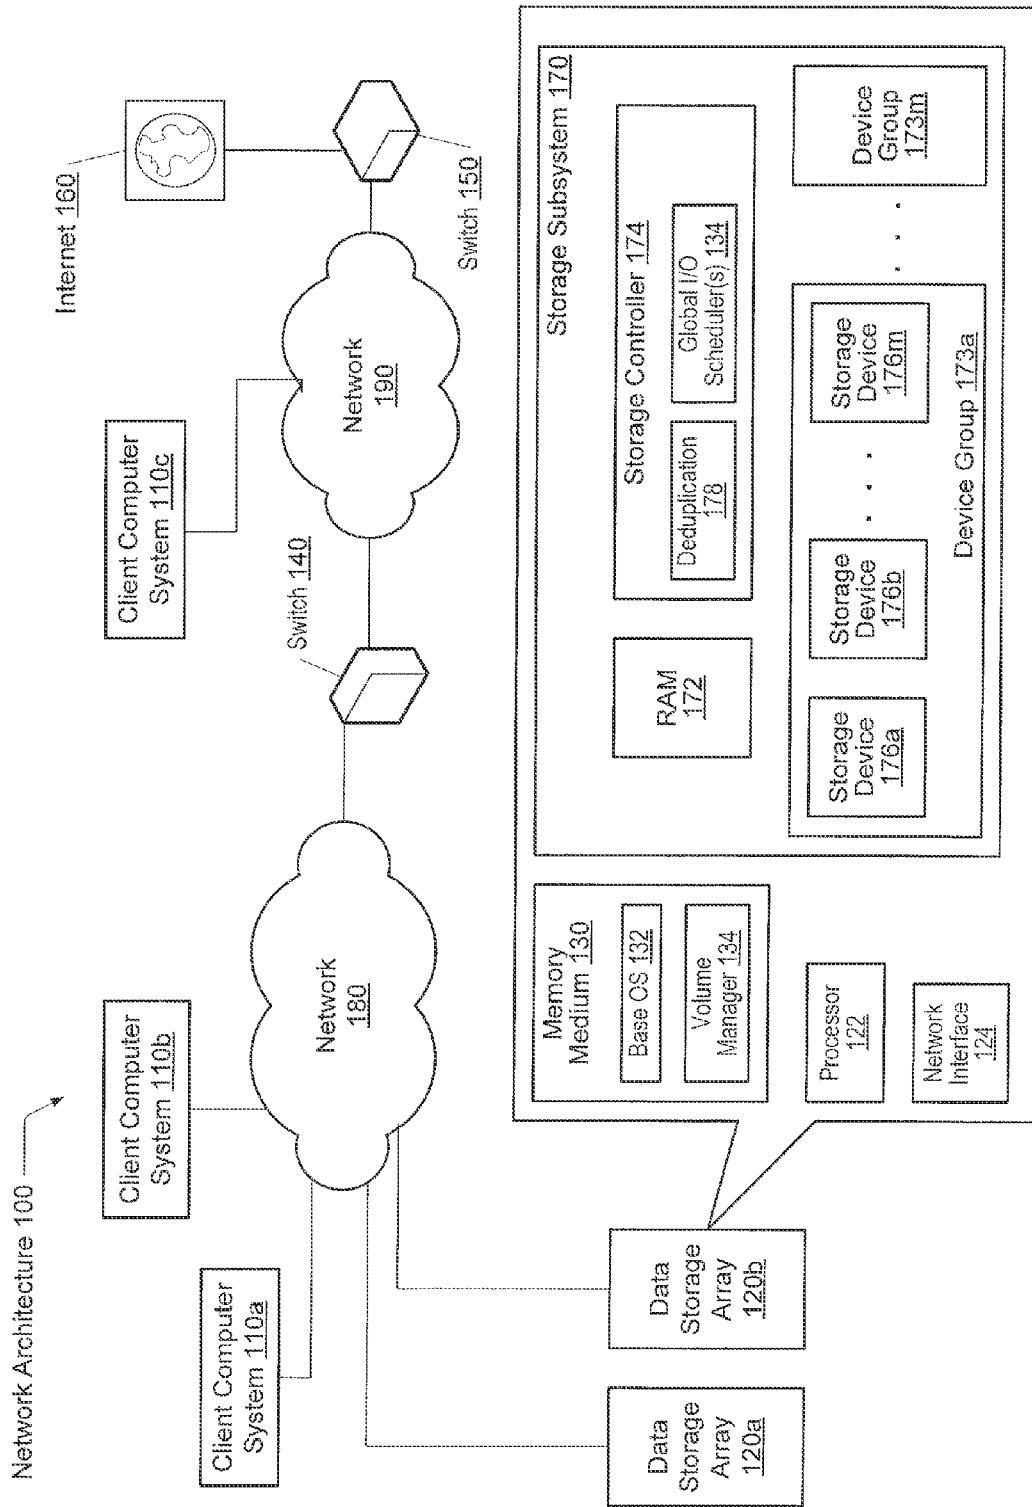 Network Architecture 100
Client Computer
System 110a
Client Computer
System 110b
Client Computer
System 110c
Internet 160
Network
180
Switch 140
Network
190
Switch 150
Data
Storage
Array
120a
Data
Storage
Array
120b
Memory
Medium 130
Base OS 132
Volume
Manager 134
Processor
122
Network
Interface
124
Storage Subsystem 170
RAM
172
Storage Controller 174
Deduplication
178
Global I/O
Scheduler(s) 134
Storage
Device
176a
Storage
Device
176b
. . .
Storage
Device
176m
Device Group 173a
. . .
Device
Group
173m